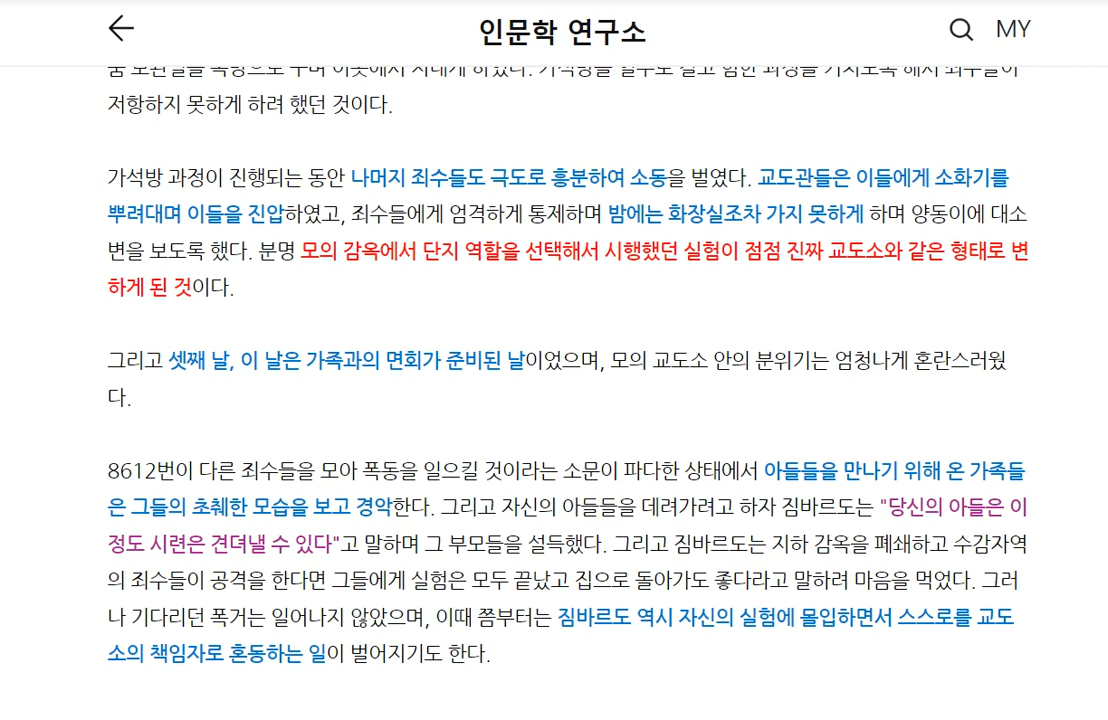 인문학 연구소
MY
저항하지 못하게 하려 했던 것이다.
가석방 과정이 진행되는 동안 나머지 죄수들도 극도로 흥분하여 소동을 벌였다. 교도관들은 이들에게 소화기를
뿌려대며 이들을 진압하였고, 죄수들에게 엄격하게 통제하며 밤에는 화장실조차 가지 못하게 하며 양동이에 대소
변을 보도록 했다. 분명 모의 감옥에서 단지 역할을 선택해서 시행했던 실험이 점점 진짜 교도소와 같은 형태로 변
하게 된 것이다.
그리고 셋째 날, 이 날은 가족과의 면회가 준비된 날이었으며, 모의 교도소 안의 분위기는 엄청나게 혼란스러웠
다.
8612번이 다른 죄수들을 모아 폭동을 일으킬 것이라는 소문이 파다한 상태에서 아들들을 만나기 위해 온 가족들
은 그들의 초췌한 모습을 보고 경악한다. 그리고 자신의 아들들을 데려가려고 하자 짐바르도는 "당신의 아들은 이
정도 시련은 견뎌낼 수 있다"고 말하며 그 부모들을 설득했다. 그리고 짐바르도는 지하 감옥을 폐쇄하고 수감자역
의 죄수들이 공격을 한다면 그들에게 실험은 모두 끝났고 집으로 돌아가도 좋다라고 말하려 마음을 먹었다. 그러
나 기다리던 폭거는 일어나지 않았으며, 이때 쯤부터는 짐바르도 역시 자신의 실험에 몰입하면서 스스로를 교도
소의 책임자로 혼동하는 일이 벌어지기도 한다.